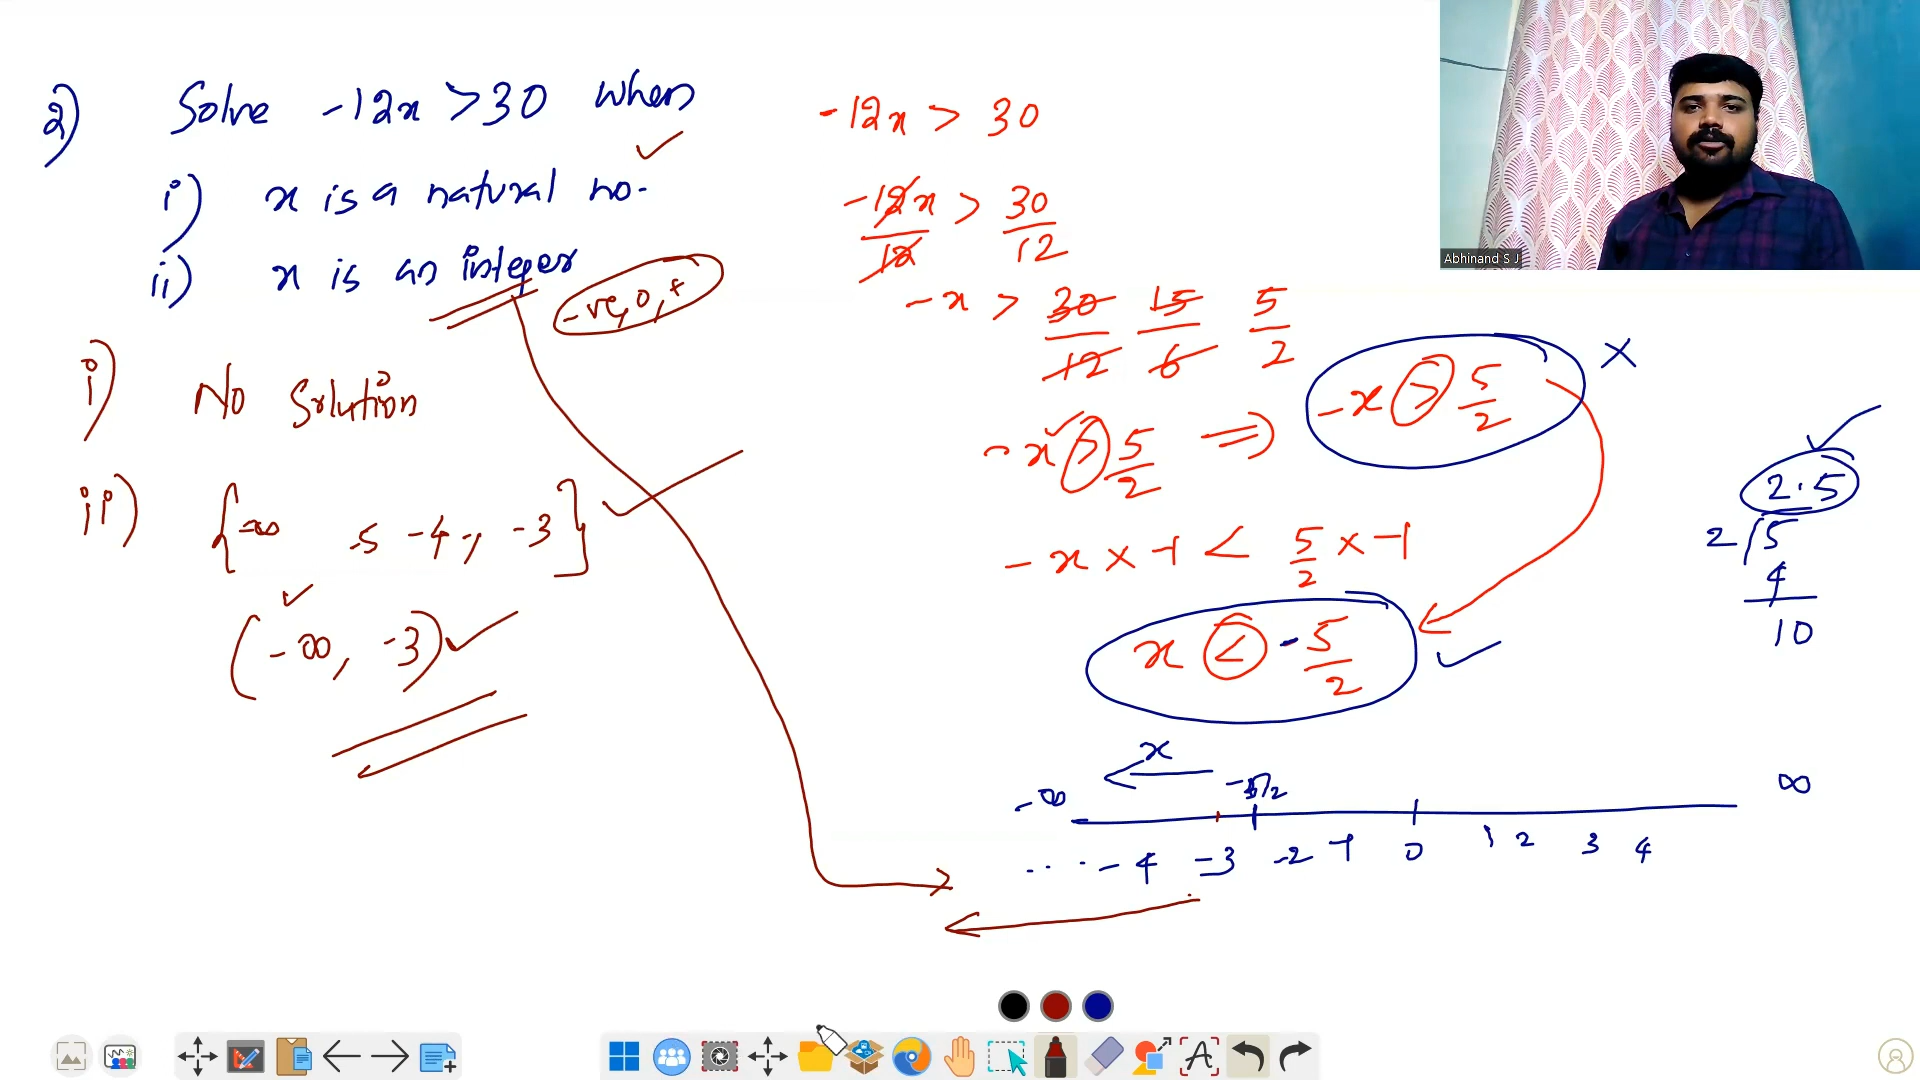 2) Solve -12x > 30 when
i) x is a natural no.
ii) x is an integer
-ve, 0, +
i) No Solution
ii) {-∞ -5 -4, -3}
(-∞, -3)
-12x > 30
-12x/12 > 30/12
-x > 30/12 15/6 5/2
-x > 5/2 ⇒ -x > 5/2 ×
-x × -1 < 5/2 × -1
x < -5/2
2.5
2 5
4
10
x
-∞ -5/2 ∞
.... -4 -3 -2 -1 0 1 2 3 4
Abhinand S J
A